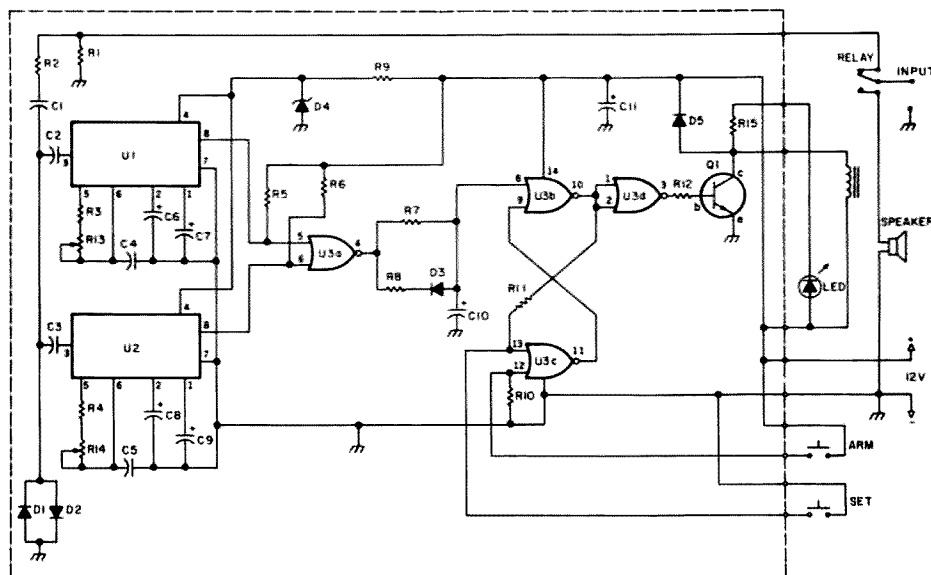 R2
R1
R9
RELAY
INPUT
C1
4
D4
+
C11
D5
R15
C2
3
U1
8
7
14
Q1
c
R5
R6
8
U3b
10
1
U3d
3
R12
b
9
2
e
5
6
2
1
R3
+
C6
R7
SPEAKER
R13
C4
+
C7
5
U3a
4
6
R8
D3
R11
LED
4
+
C10
C3
3
U2
8
7
13
U3c
11
12
+
12V
-
5
6
2
1
R4
+
C8
R10
R14
C5
+
C9
ARM
D1
D2
SET